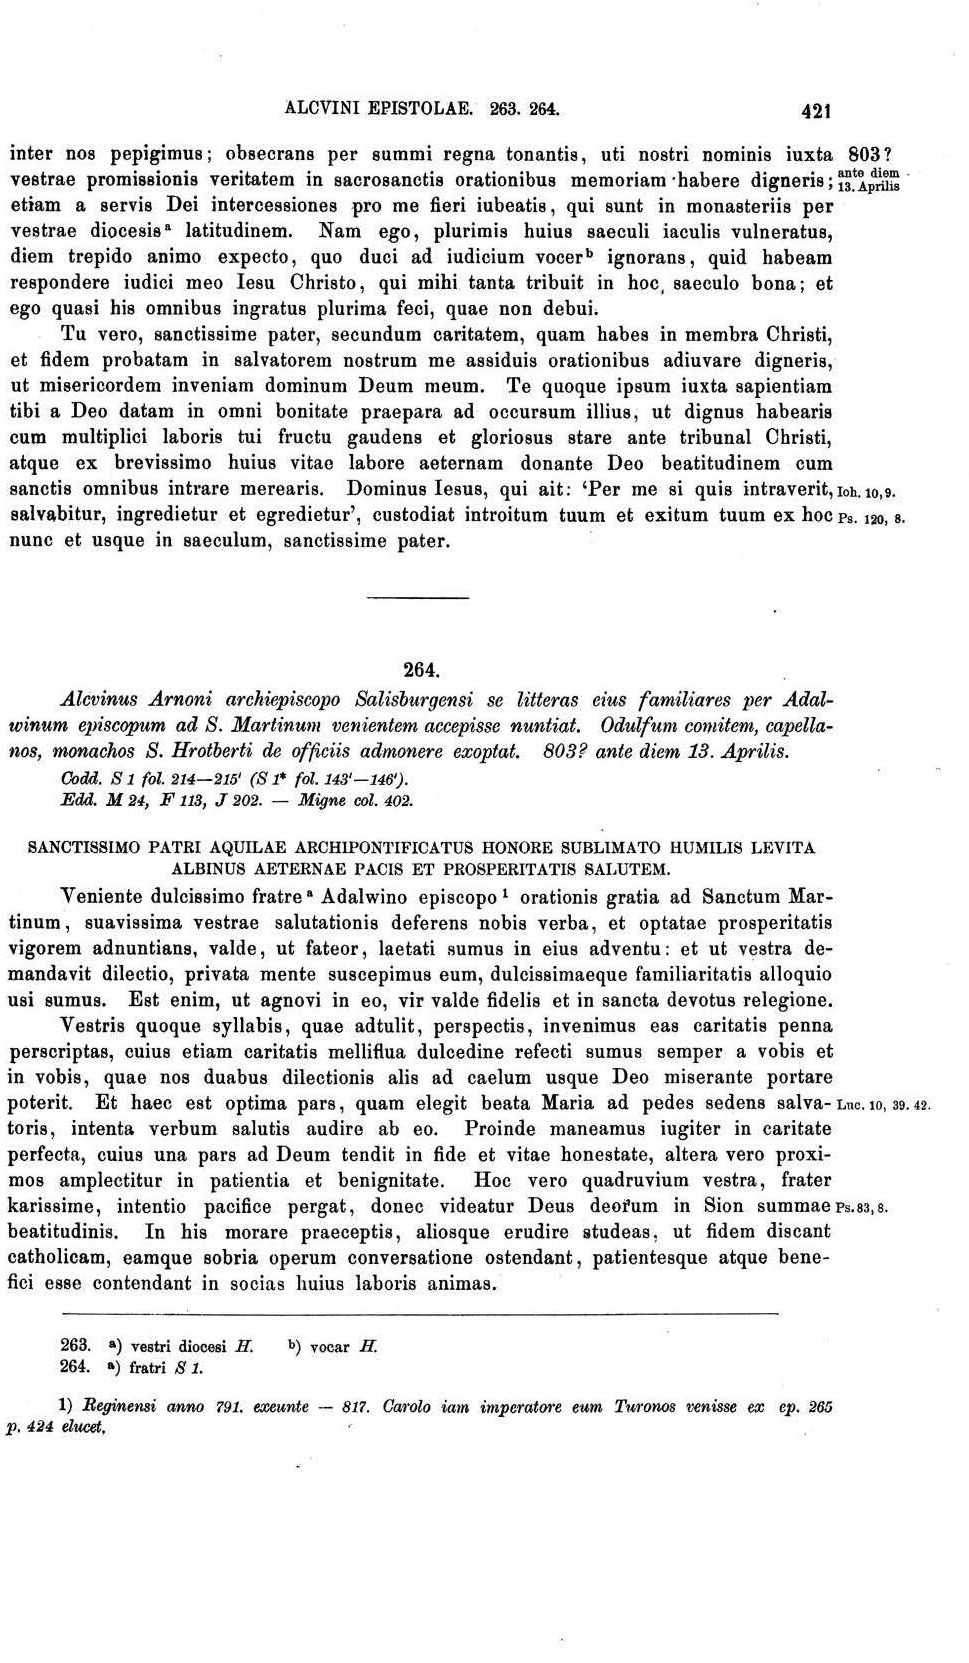 ALCVINI EPISTOLAE. 263. 264. 421
inter nos pepigimus; obsecrans per summi regna tonantis, uti nostri nominis iuxta 803?
vestrae promissionis veritatem in sacrosanctis orationibus memoriam habere digneris; ante diem 13. Aprilis
etiam a servis Dei intercessiones pro me fieri iubeatis, qui sunt in monasteriis per
vestrae diocesisᵃ latitudinem. Nam ego, plurimis huius saeculi iaculis vulneratus,
diem trepido animo expecto, quo duci ad iudicium vocerᵇ ignorans, quid habeam
respondere iudici meo Iesu Christo, qui mihi tanta tribuit in hoc, saeculo bona; et
ego quasi his omnibus ingratus plurima feci, quae non debui.
Tu vero, sanctissime pater, secundum caritatem, quam habes in membra Christi,
et fidem probatam in salvatorem nostrum me assiduis orationibus adiuvare digneris,
ut misericordem inveniam dominum Deum meum. Te quoque ipsum iuxta sapientiam
tibi a Deo datam in omni bonitate praepara ad occursum illius, ut dignus habearis
cum multiplici laboris tui fructu gaudens et gloriosus stare ante tribunal Christi,
atque ex brevissimo huius vitae labore aeternam donante Deo beatitudinem cum
sanctis omnibus intrare merearis. Dominus Iesus, qui ait: ‘Per me si quis intraverit, Ioh. 10, 9.
salvabitur, ingredietur et egredietur’, custodiat introitum tuum et exitum tuum ex hoc Ps. 120, 8.
nunc et usque in saeculum, sanctissime pater.
264.
Alcvinus Arnoni archiepiscopo Salisburgensi se litteras eius familiares per Adal-
winum episcopum ad S. Martinum venientem accepisse nuntiat. Odulfum comitem, capella-
nos, monachos S. Hrotberti de officiis admonere exoptat. 803? ante diem 13. Aprilis.
Codd. S 1 fol. 214—215' (S 1* fol. 143'—146').
Edd. M 24, F 113, J 202. — Migne col. 402.
SANCTISSIMO PATRI AQUILAE ARCHIPONTIFICATUS HONORE SUBLIMATO HUMILIS LEVITA
ALBINUS AETERNAE PACIS ET PROSPERITATIS SALUTEM.
Veniente dulcissimo fratreᵃ Adalwino episcopo¹ orationis gratia ad Sanctum Mar-
tinum, suavissima vestrae salutationis deferens nobis verba, et optatae prosperitatis
vigorem adnuntians, valde, ut fateor, laetati sumus in eius adventu: et ut vestra de-
mandavit dilectio, privata mente suscepimus eum, dulcissimaeque familiaritatis alloquio
usi sumus. Est enim, ut agnovi in eo, vir valde fidelis et in sancta devotus relegione.
Vestris quoque syllabis, quae adtulit, perspectis, invenimus eas caritatis penna
perscriptas, cuius etiam caritatis melliflua dulcedine refecti sumus semper a vobis et
in vobis, quae nos duabus dilectionis alis ad caelum usque Deo miserante portare
poterit. Et haec est optima pars, quam elegit beata Maria ad pedes sedens salva- Luc. 10, 39. 42.
toris, intenta verbum salutis audire ab eo. Proinde maneamus iugiter in caritate
perfecta, cuius una pars ad Deum tendit in fide et vitae honestate, altera vero proxi-
mos amplectitur in patientia et benignitate. Hoc vero quadruvium vestra, frater
karissime, intentio pacifice pergat, donec videatur Deus deorum in Sion summae Ps. 83, 8.
beatitudinis. In his morare praeceptis, aliosque erudire studeas, ut fidem discant
catholicam, eamque sobria operum conversatione ostendant, patientesque atque bene-
fici esse contendant in socias huius laboris animas.
263. ᵃ) vestri diocesi H. ᵇ) vocar H.
264. ᵃ) fratri S 1.
1) Reginensi anno 791. exeunte — 817. Carolo iam imperatore eum Turonos venisse ex ep. 265
p. 424 elucet.